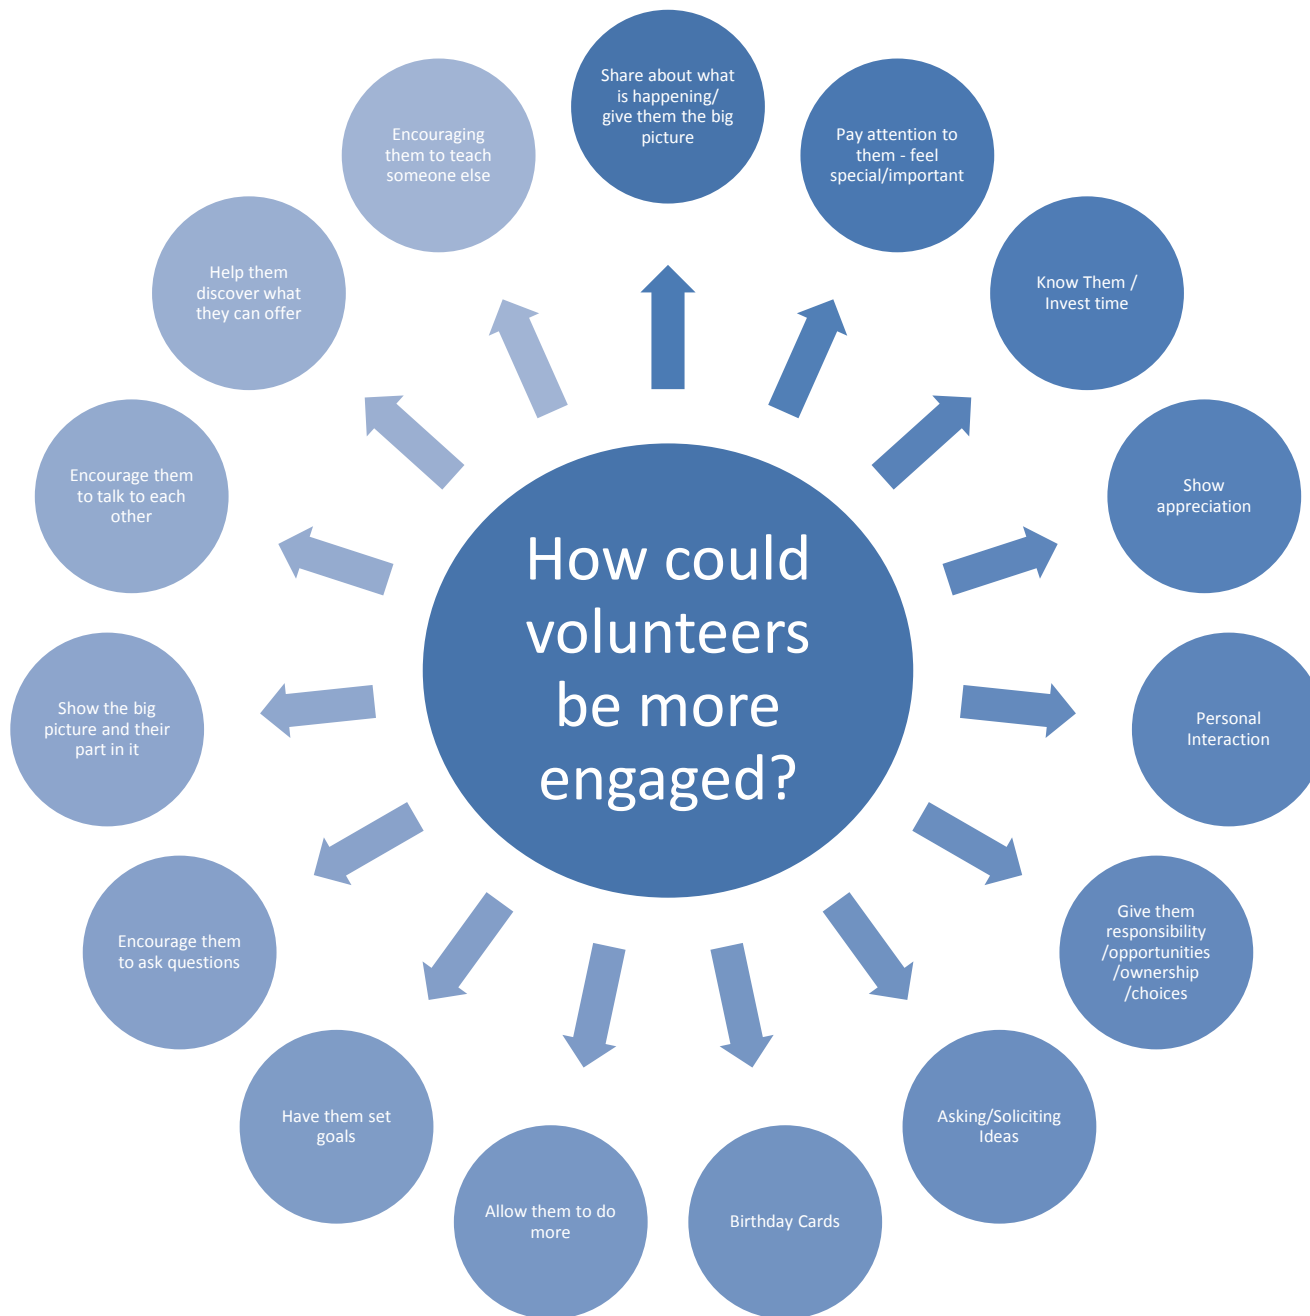 How could
volunteers
be more
engaged?
Share about what
is happening/
give them the big
picture
Pay attention to
them - feel
special/important
Know Them /
Invest time
Show
appreciation
Personal
Interaction
Give them
responsibility
/opportunities
/ownership
/choices
Asking/Soliciting
Ideas
Birthday Cards
Allow them to do
more
Have them set
goals
Encourage them
to ask questions
Show the big
picture and their
part in it
Encourage them
to talk to each
other
Help them
discover what
they can offer
Encouraging
them to teach
someone else